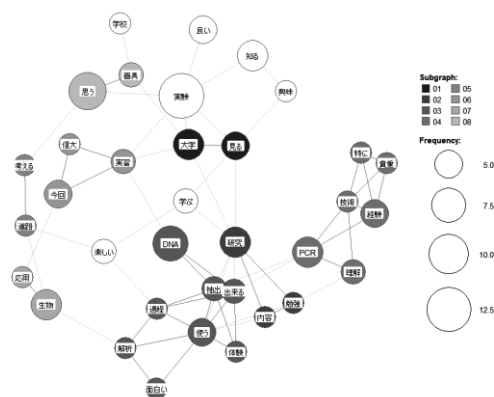 学校
良い
知る
器具
思う
実験
興味
大学
見る
信大
実習
考える
今回
特に
貴重
技術
経験
学ぶ
進路
DNA
研究
楽しい
PCR
理解
応用
生物
抽出
出来る
過程
勉強
内容
使う
解析
体験
面白い
Subgraph:
01 05
02 06
03 07
04 08
Frequency:
5.0
7.5
10.0
12.5